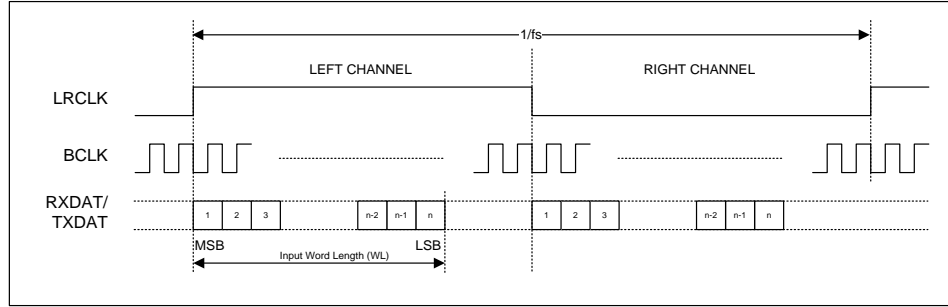 1/fs
LEFT CHANNEL RIGHT CHANNEL
LRCLK
BCLK
RXDAT/
TXDAT
1 2 3 n-2 n-1 n 1 2 3 n-2 n-1 n
MSB LSB
Input Word Length (WL)